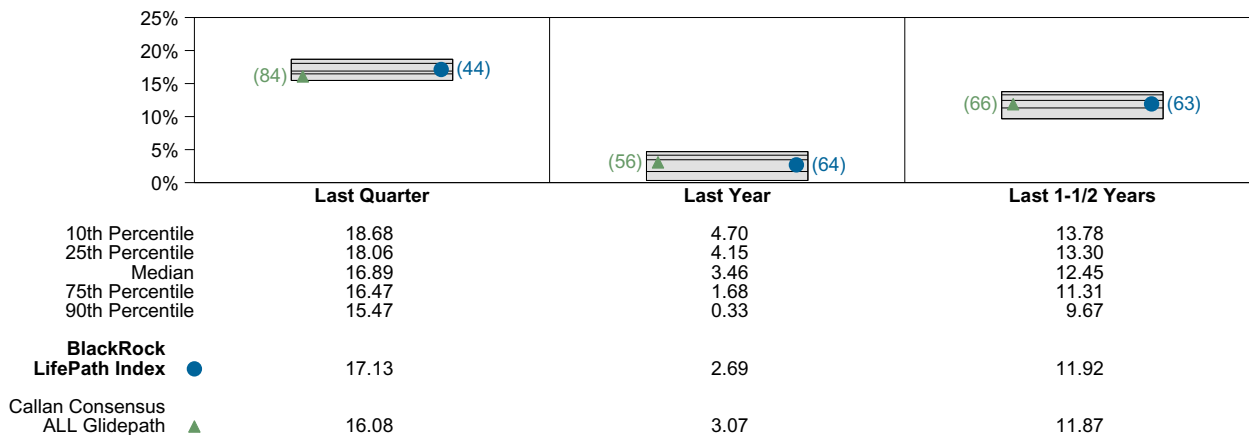 25%
20%
15%
10%
5%
0%
(84) (44)
(56) (64)
(66) (63)
Last Quarter Last Year Last 1-1/2 Years
10th Percentile 18.68 4.70 13.78
25th Percentile 18.06 4.15 13.30
Median 16.89 3.46 12.45
75th Percentile 16.47 1.68 11.31
90th Percentile 15.47 0.33 9.67
BlackRock
LifePath Index 17.13 2.69 11.92
Callan Consensus
ALL Glidepath 16.08 3.07 11.87